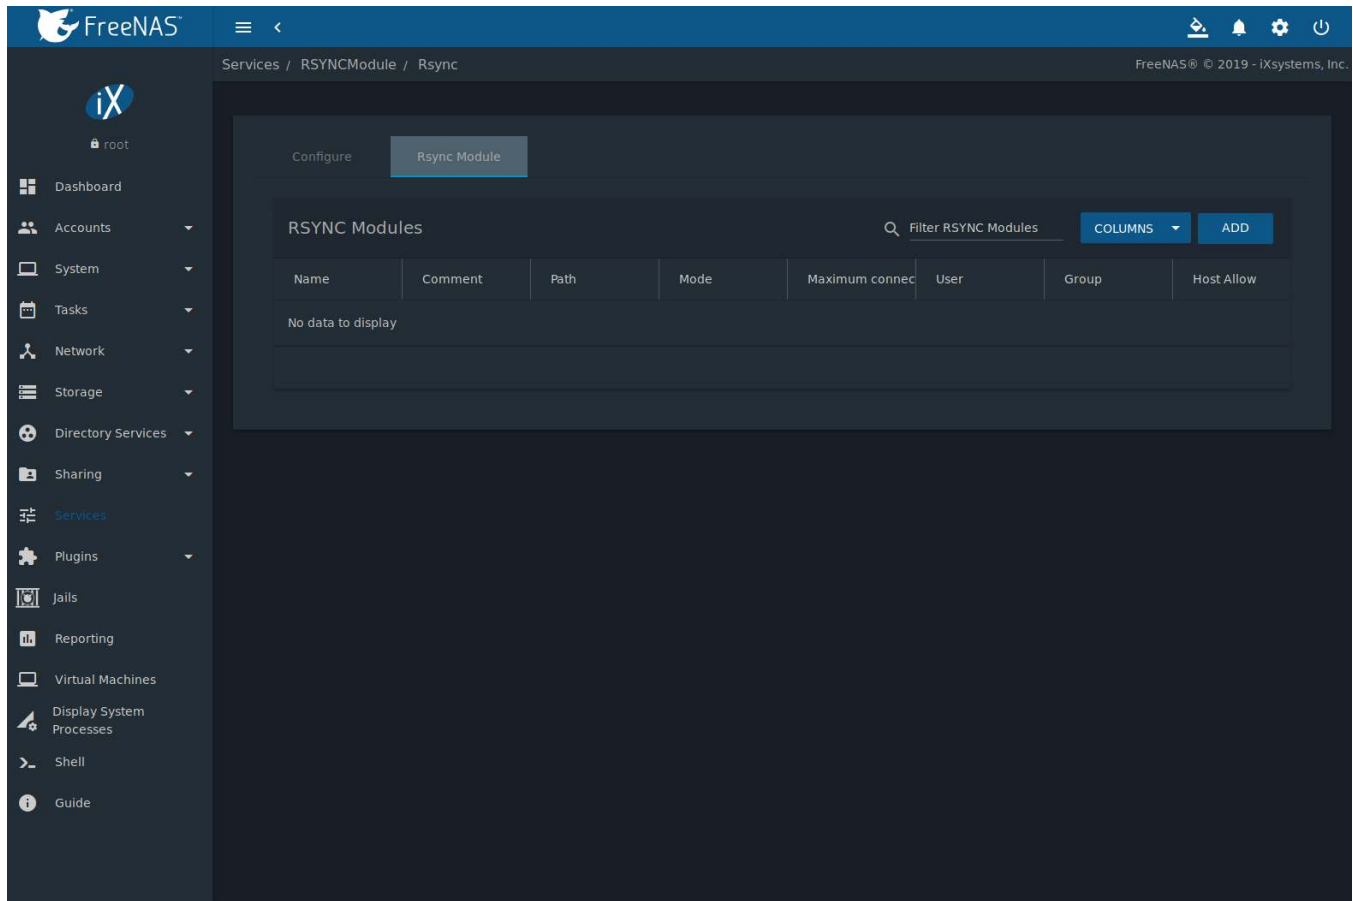 FreeNAS
Services / RSYNCModule / Rsync
FreeNAS® © 2019 - iXsystems, Inc.
iX
root
Dashboard
Accounts
System
Tasks
Network
Storage
Directory Services
Sharing
Services
Plugins
Jails
Reporting
Virtual Machines
Display System
Processes
Shell
Guide
Configure
Rsync Module
RSYNC Modules
Filter RSYNC Modules
COLUMNS
ADD
Name
Comment
Path
Mode
Maximum connec
User
Group
Host Allow
No data to display